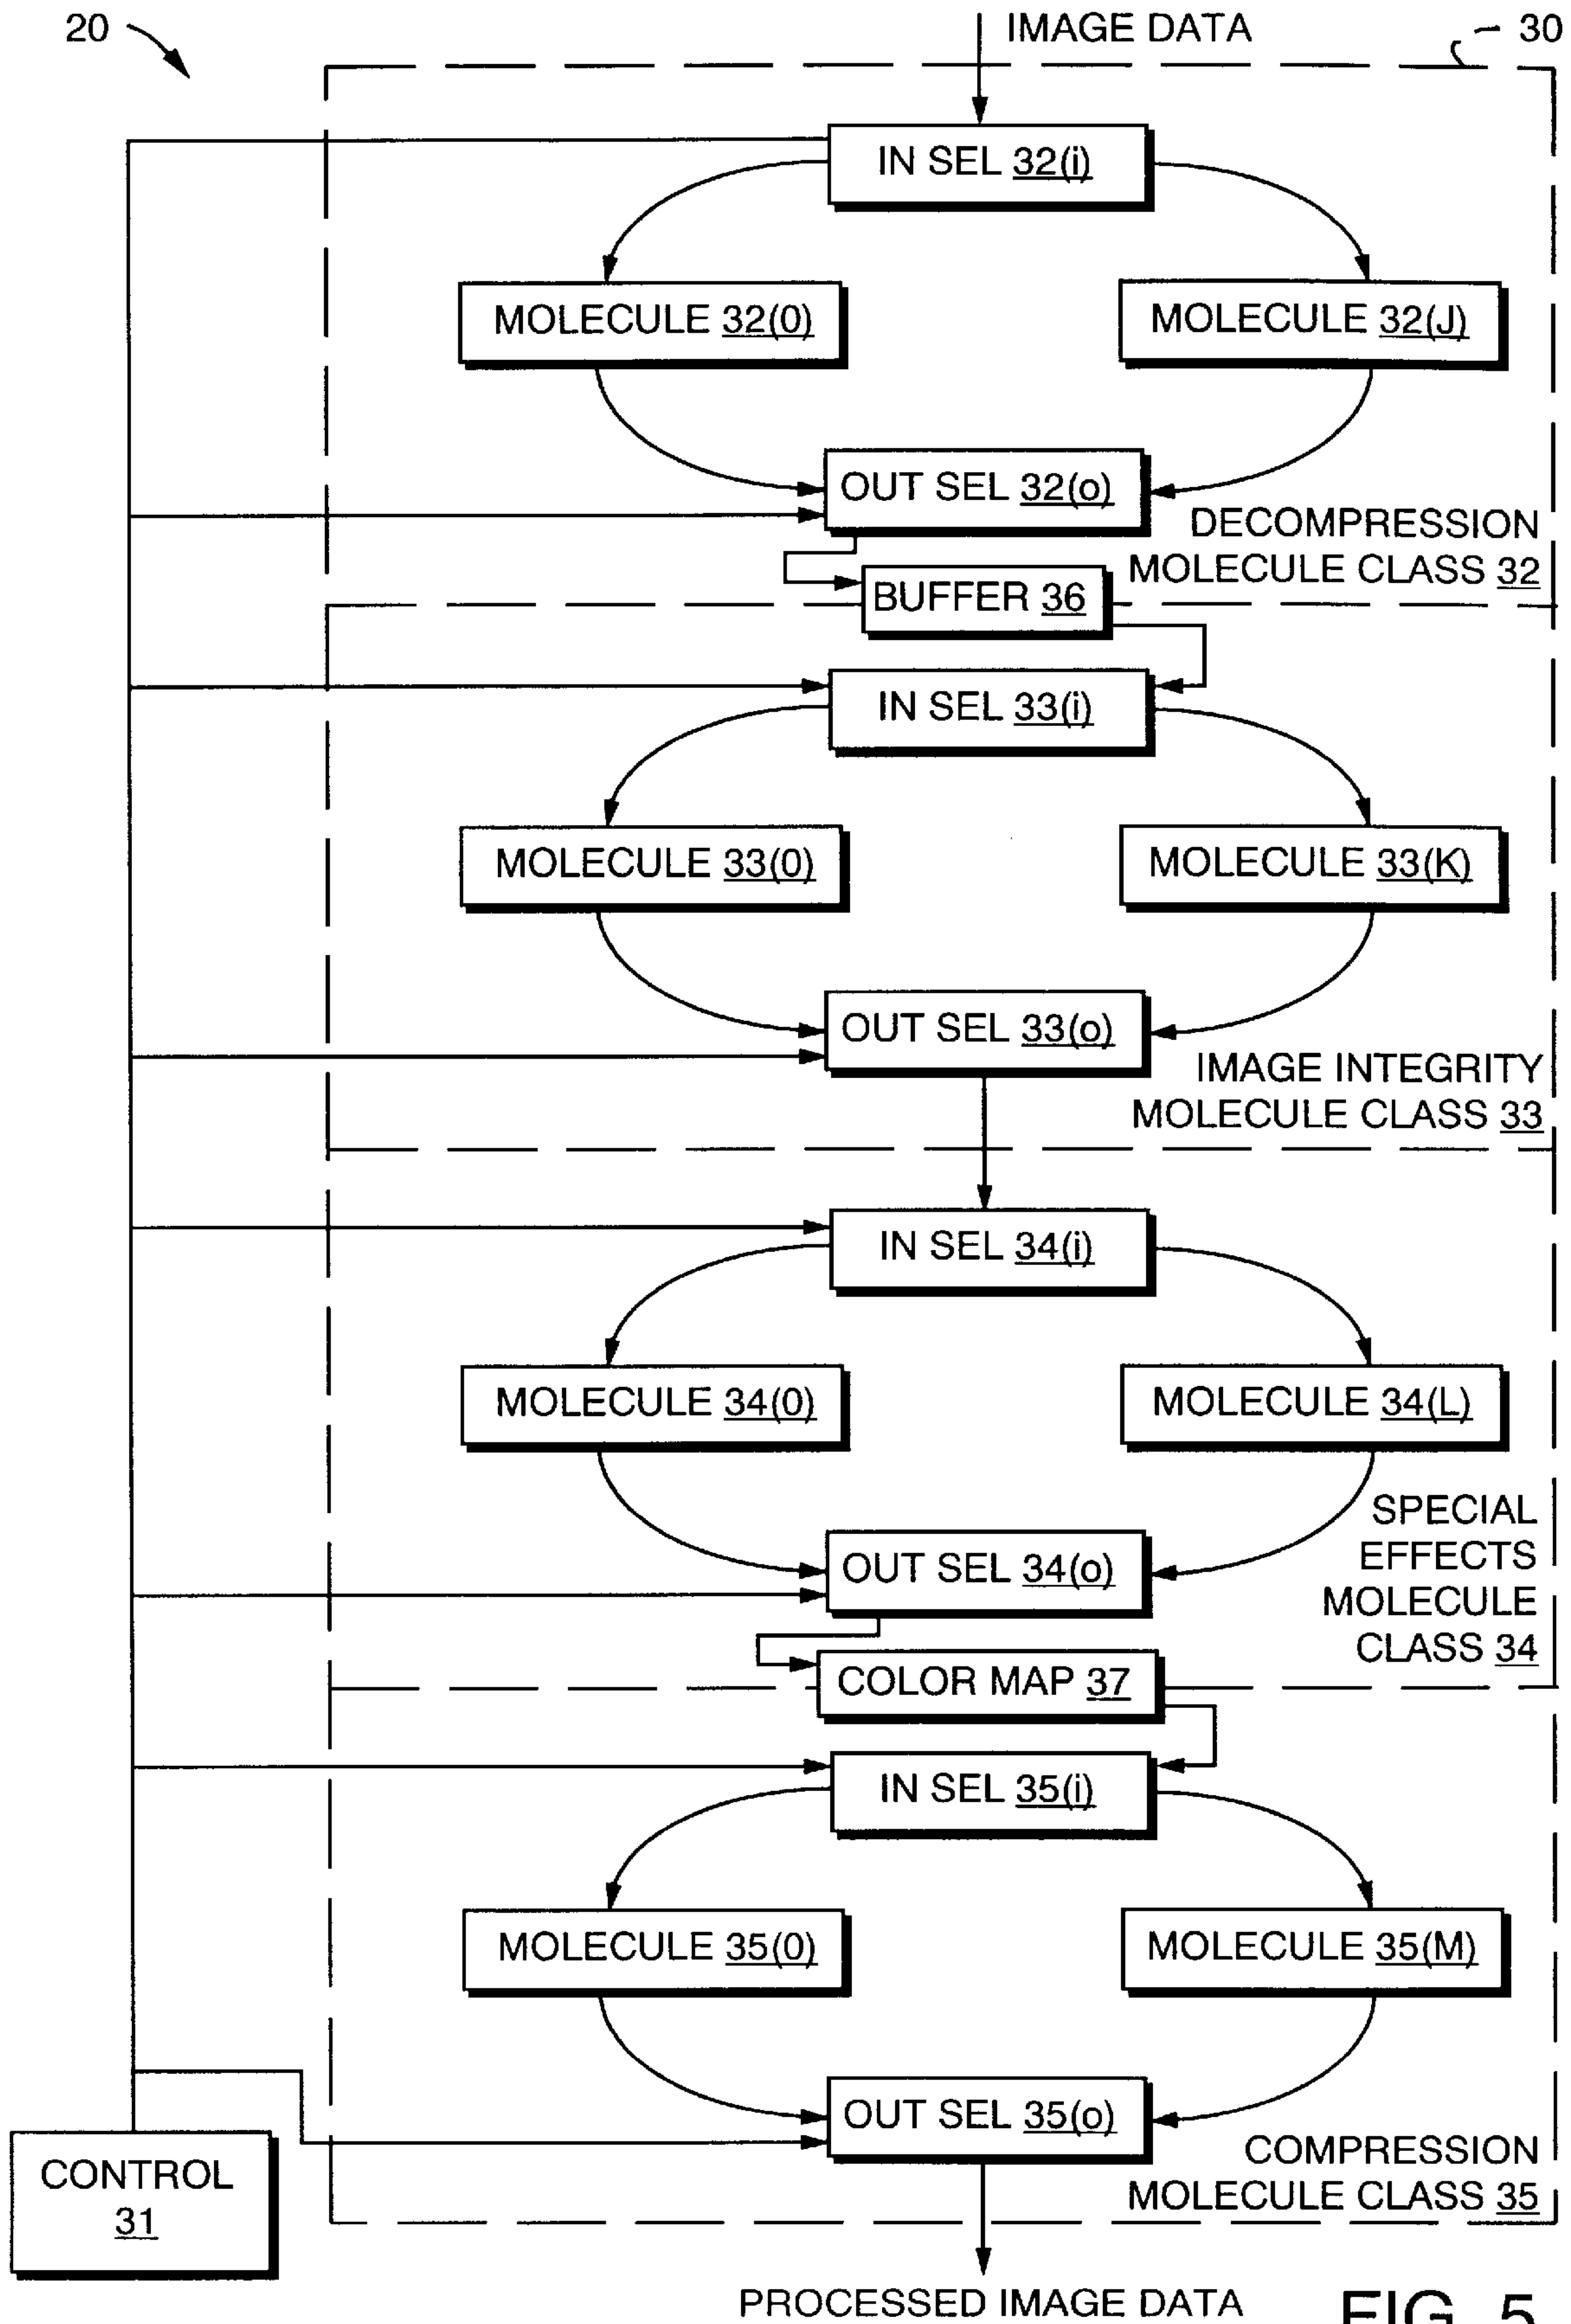 20
IMAGE DATA
30
IN SEL 32(i)
MOLECULE 32(0)
MOLECULE 32(J)
OUT SEL 32(o)
DECOMPRESSION
MOLECULE CLASS 32
BUFFER 36
IN SEL 33(i)
MOLECULE 33(0)
MOLECULE 33(K)
OUT SEL 33(o)
IMAGE INTEGRITY
MOLECULE CLASS 33
IN SEL 34(i)
MOLECULE 34(0)
MOLECULE 34(L)
OUT SEL 34(o)
SPECIAL
EFFECTS
MOLECULE
CLASS 34
COLOR MAP 37
IN SEL 35(i)
MOLECULE 35(0)
MOLECULE 35(M)
OUT SEL 35(o)
COMPRESSION
MOLECULE CLASS 35
CONTROL
31
PROCESSED IMAGE DATA
FIG. 5